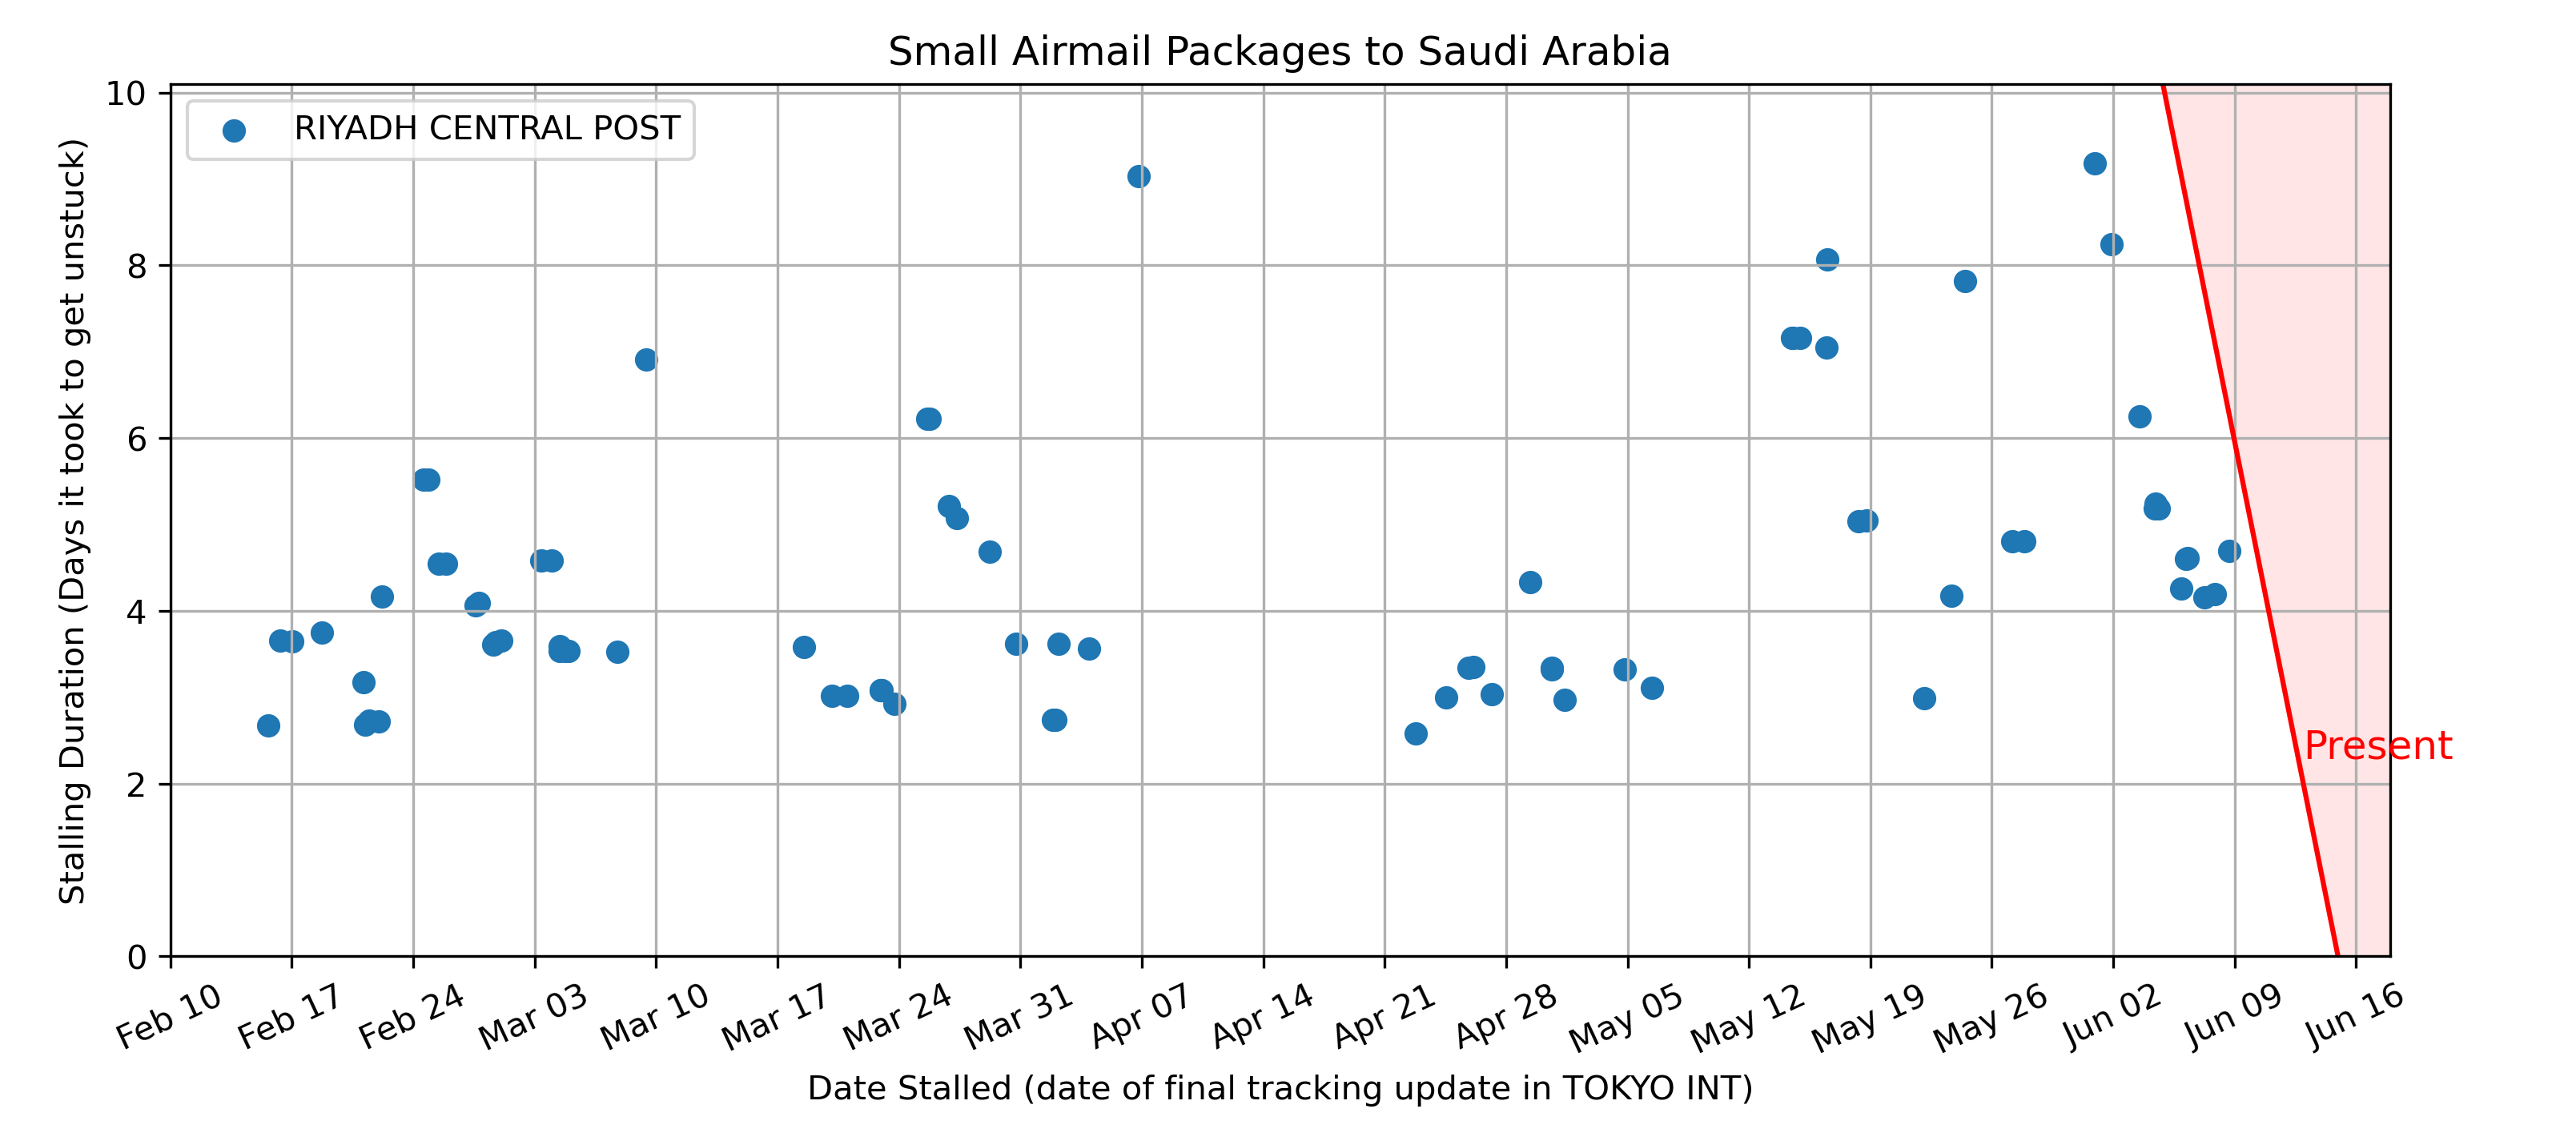 Small Airmail Packages to Saudi Arabia
RIYADH CENTRAL POST
Stalling Duration (Days it took to get unstuck)
10
8
6
4
2
0
Present
Feb 10
Feb 17
Feb 24
Mar 03
Mar 10
Mar 17
Mar 24
Mar 31
Apr 07
Apr 14
Apr 21
Apr 28
May 05
May 12
May 19
May 26
Jun 02
Jun 09
Jun 16
Date Stalled (date of final tracking update in TOKYO INT)